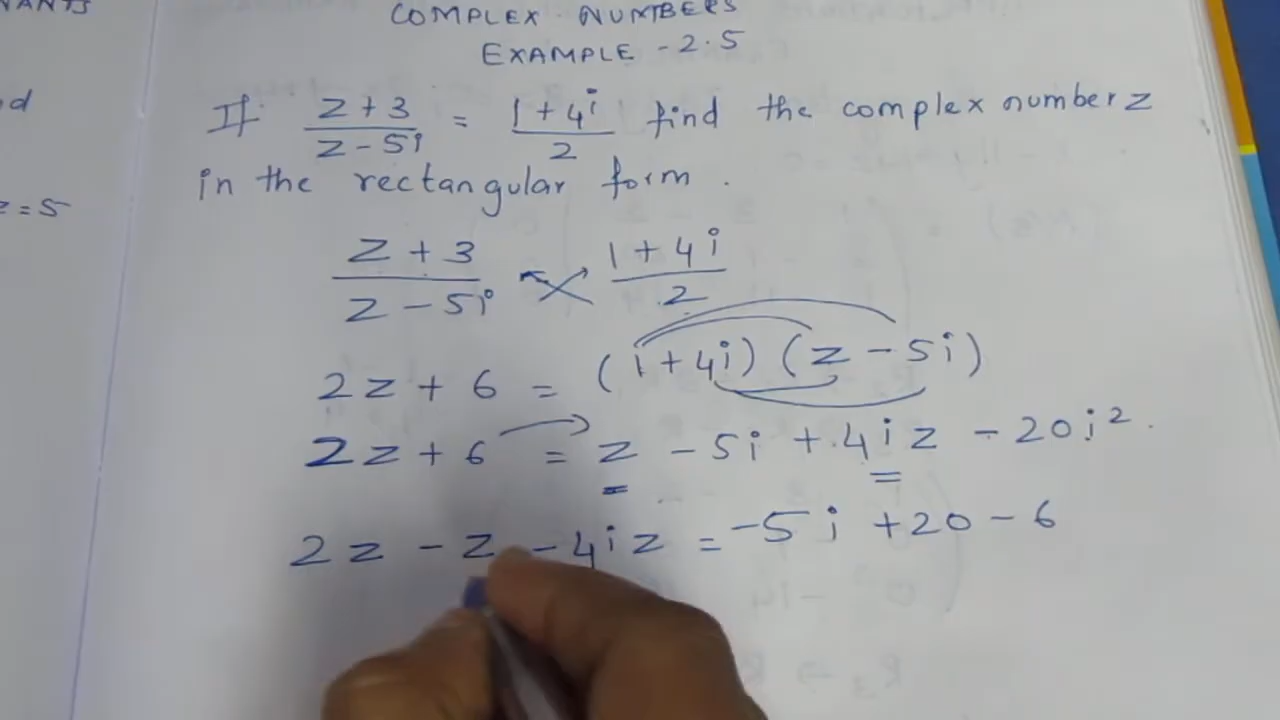 COMPLEX NUMBERS
EXAMPLE - 2.5
d
z = 5
If (z + 3)/(z - 5i) = (1 + 4i)/2 find the complex number z
in the rectangular form.
(z + 3)/(z - 5i) (1 + 4i)/2
2z + 6 = (1 + 4i) (z - 5i)
2z + 6 = z - 5i + 4iz - 20i²
2z - z - 4iz = -5i + 20 - 6